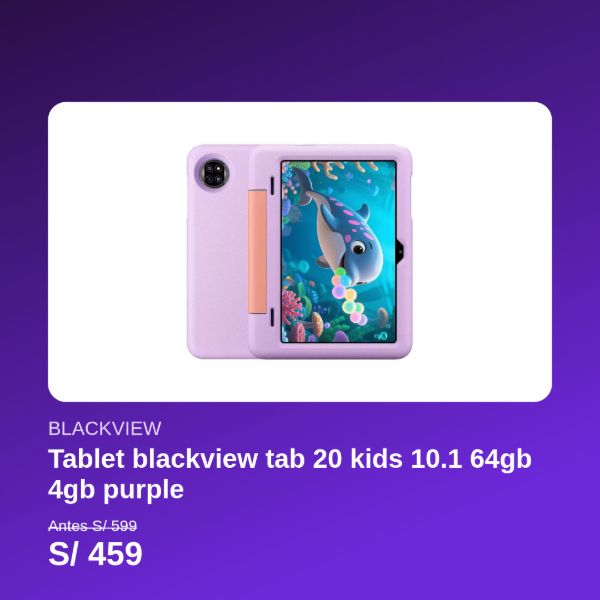 BLACKVIEW
Tablet blackview tab 20 kids 10.1 64gb
4gb purple
Antes S/ 599
S/ 459